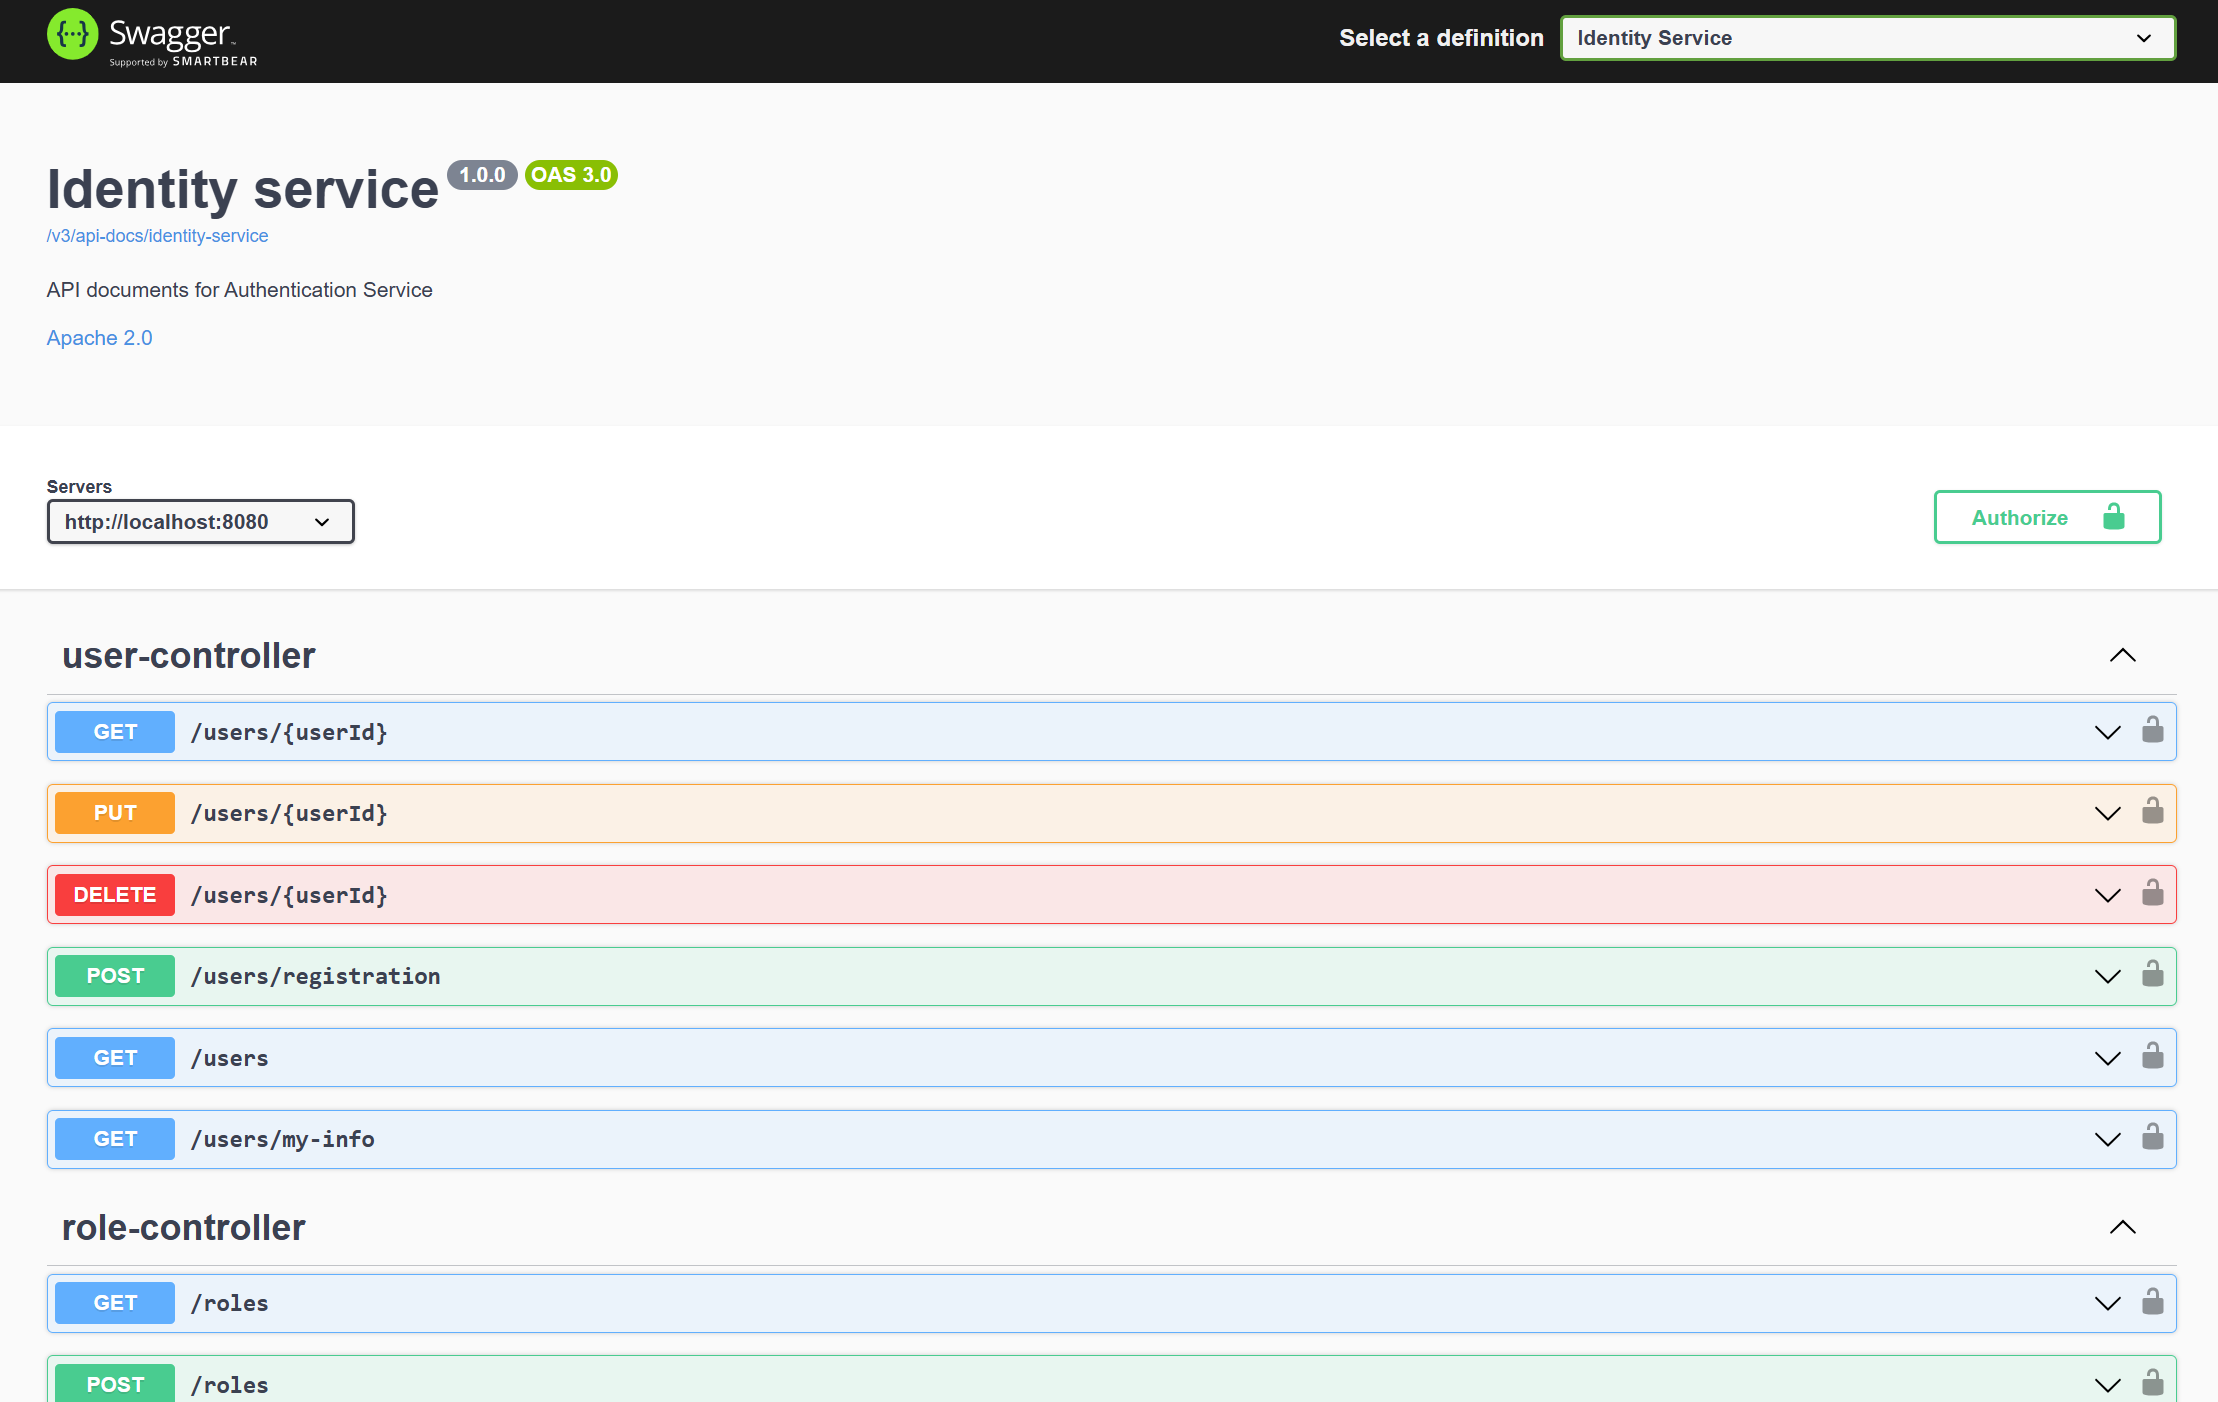 {···} Swagger™
Supported by SMARTBEAR
Select a definition
Identity Service
Identity service 1.0.0 OAS 3.0
/v3/api-docs/identity-service
API documents for Authentication Service
Apache 2.0
Servers
http://localhost:8080
Authorize
user-controller
GET /users/{userId}
PUT /users/{userId}
DELETE /users/{userId}
POST /users/registration
GET /users
GET /users/my-info
role-controller
GET /roles
POST /roles